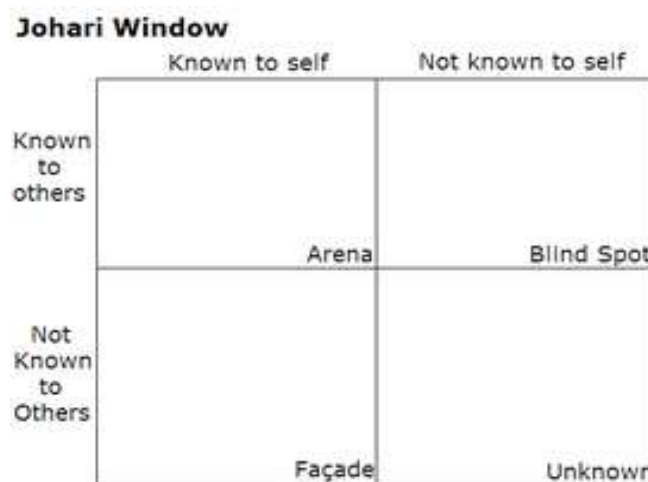 Johari Window
Known to self Not known to self
Known
to
others
Arena Blind Spot
Not
Known
to
Others
Façade Unknown